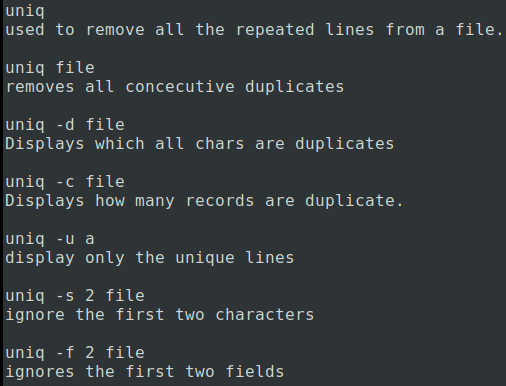 uniq
used to remove all the repeated lines from a file.
uniq file
removes all concecutive duplicates
uniq -d file
Displays which all chars are duplicates
uniq -c file
Displays how many records are duplicate.
uniq -u a
display only the unique lines
uniq -s 2 file
ignore the first two characters
uniq -f 2 file
ignores the first two fields